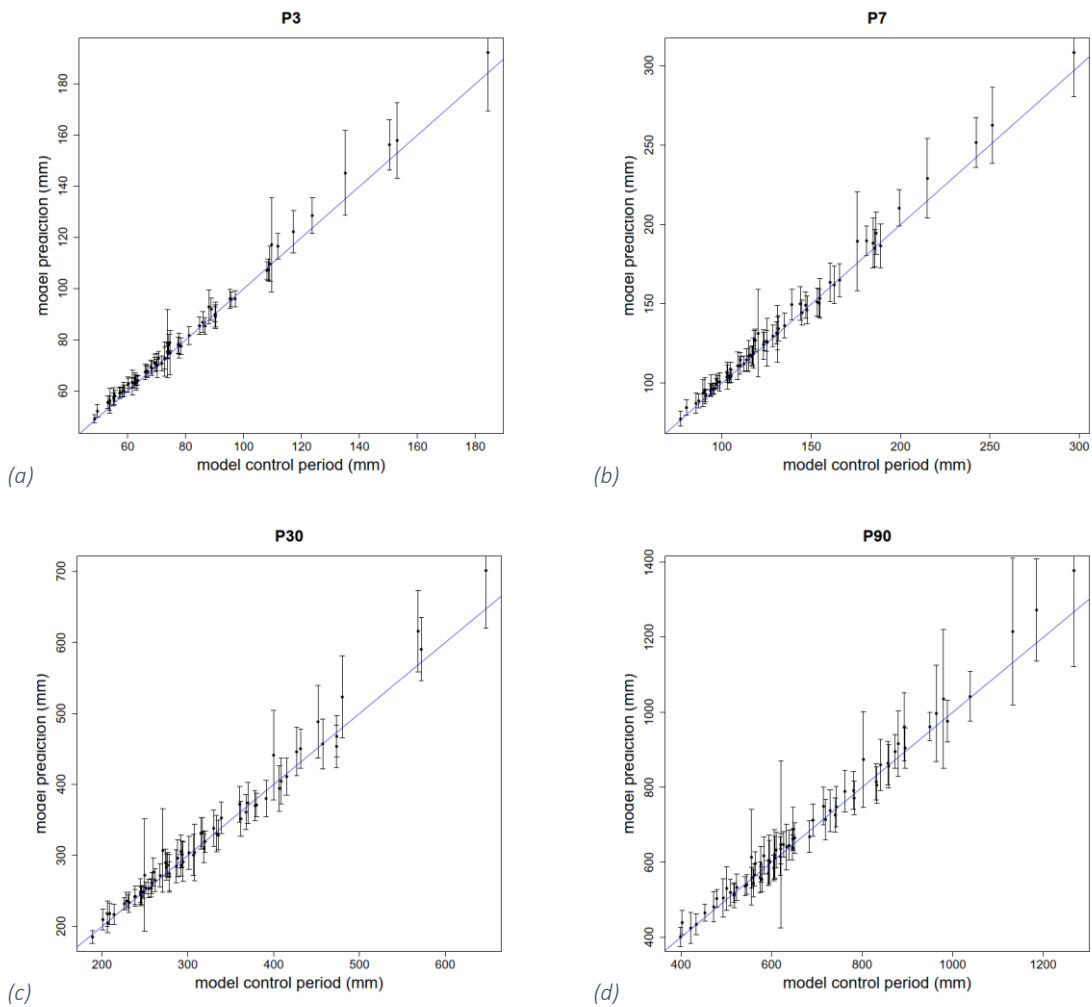 P3
model prediction (mm)
60 80 100 120 140 160 180
60 80 100 120 140 160 180
model control period (mm)
(a)
P7
model prediction (mm)
100 150 200 250 300
100 150 200 250 300
model control period (mm)
(b)
P30
model prediction (mm)
200 300 400 500 600 700
200 300 400 500 600
model control period (mm)
(c)
P90
model prediction (mm)
400 600 800 1000 1200 1400
400 600 800 1000 1200
model control period (mm)
(d)